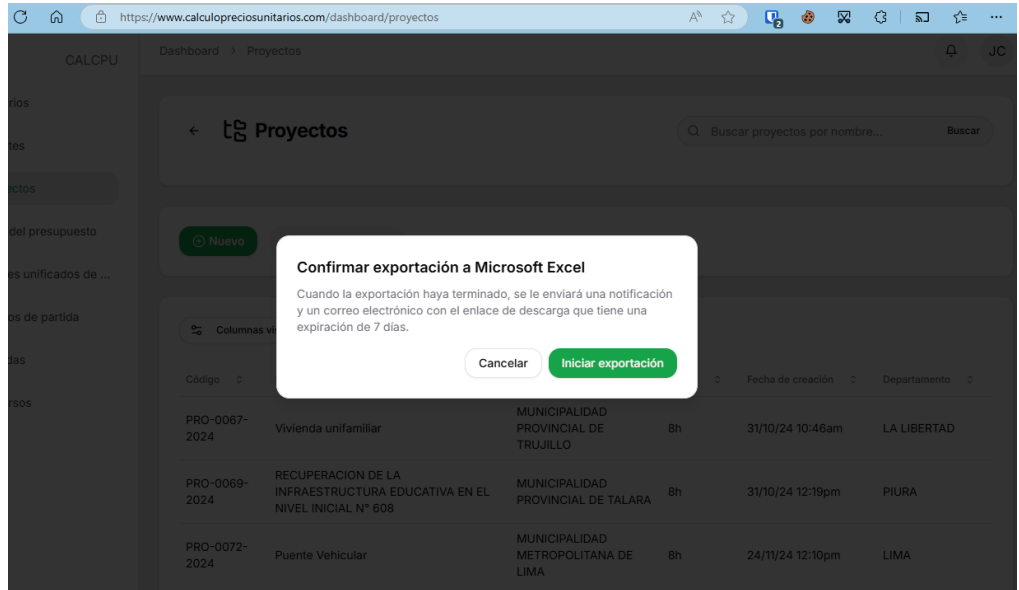 https://www.calculopreciosunitarios.com/dashboard/proyectos
2
CALCPU
Dashboard > Proyectos
JC
rios
tes
ectos
del presupuesto
es unificados de ...
os de partida
das
rsos
Proyectos
Buscar proyectos por nombre...
Buscar
Nuevo
Confirmar exportación a Microsoft Excel
Cuando la exportación haya terminado, se le enviará una notificación
y un correo electrónico con el enlace de descarga que tiene una
expiración de 7 días.
Cancelar
Iniciar exportación
Columnas vi
Código
Fecha de creación
Departamento
PRO-0067-
2024
Vivienda unifamiliar
MUNICIPALIDAD
PROVINCIAL DE
TRUJILLO
8h
31/10/24 10:46am
LA LIBERTAD
PRO-0069-
2024
RECUPERACION DE LA
INFRAESTRUCTURA EDUCATIVA EN EL
NIVEL INICIAL N° 608
MUNICIPALIDAD
PROVINCIAL DE TALARA
8h
31/10/24 12:19pm
PIURA
PRO-0072-
2024
Puente Vehicular
MUNICIPALIDAD
METROPOLITANA DE
LIMA
8h
24/11/24 12:10pm
LIMA